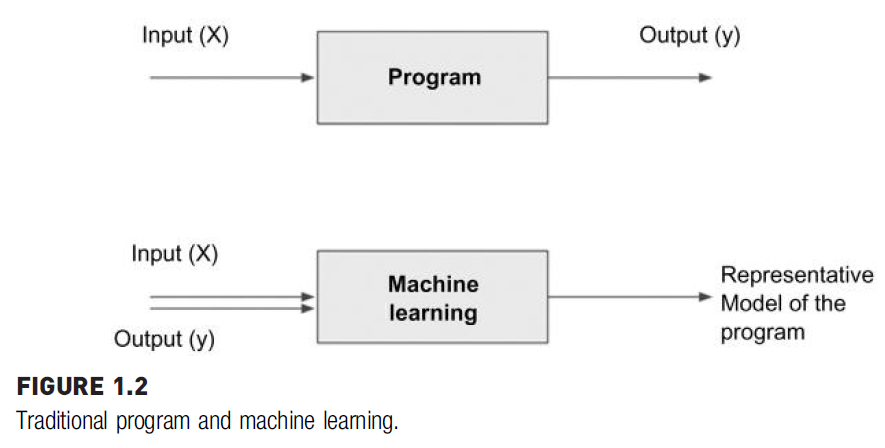 Input (X)
Output (y)
Program
Input (X)
Machine
learning
Representative
Model of the
program
Output (y)
FIGURE 1.2
Traditional program and machine learning.